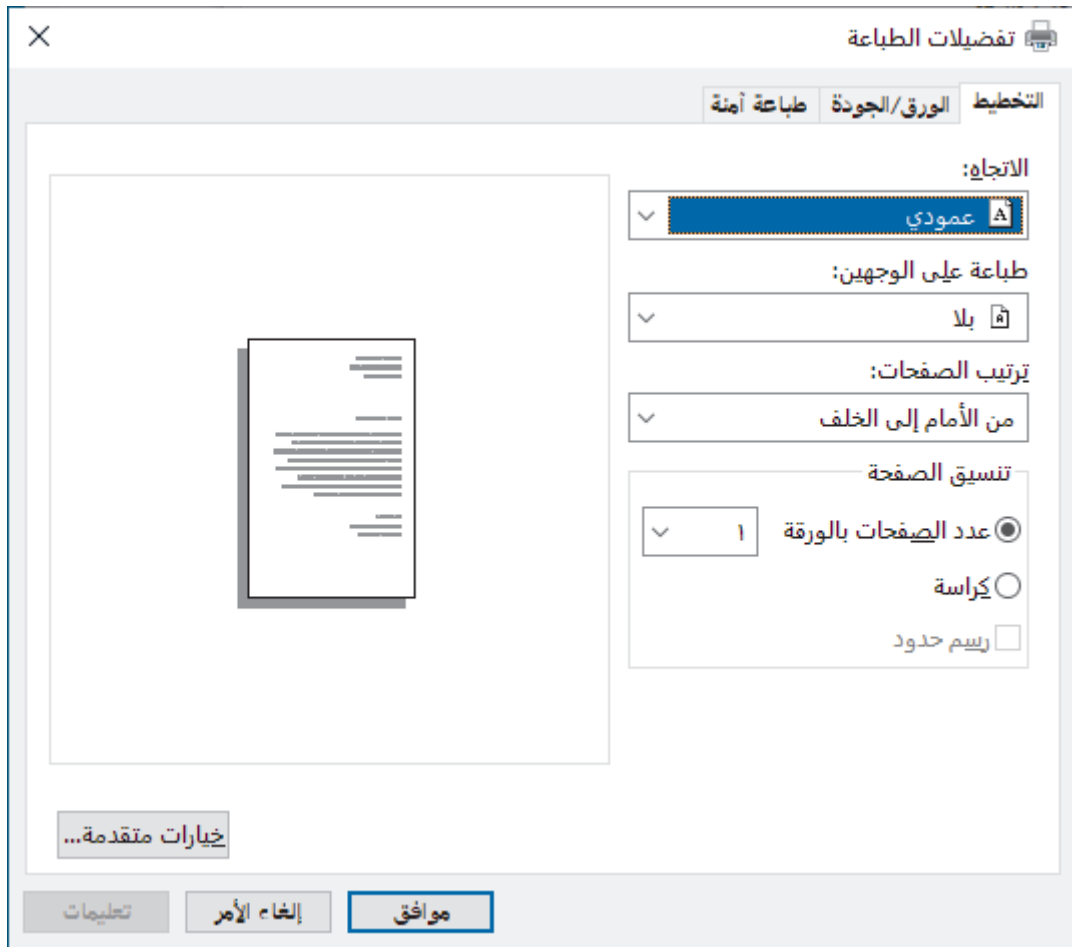 تفضيلات الطباعة
التخطيط
الورق/الجودة
طباعة آمنة
الاتجاه:
عمودي
طباعة على الوجهين:
بلا
ترتيب الصفحات:
من الأمام إلى الخلف
تنسيق الصفحة
عدد الصفحات بالورقة ١
كراسة
رسم حدود
خيارات متقدمة...
موافق
إلغاء الأمر
تعليمات